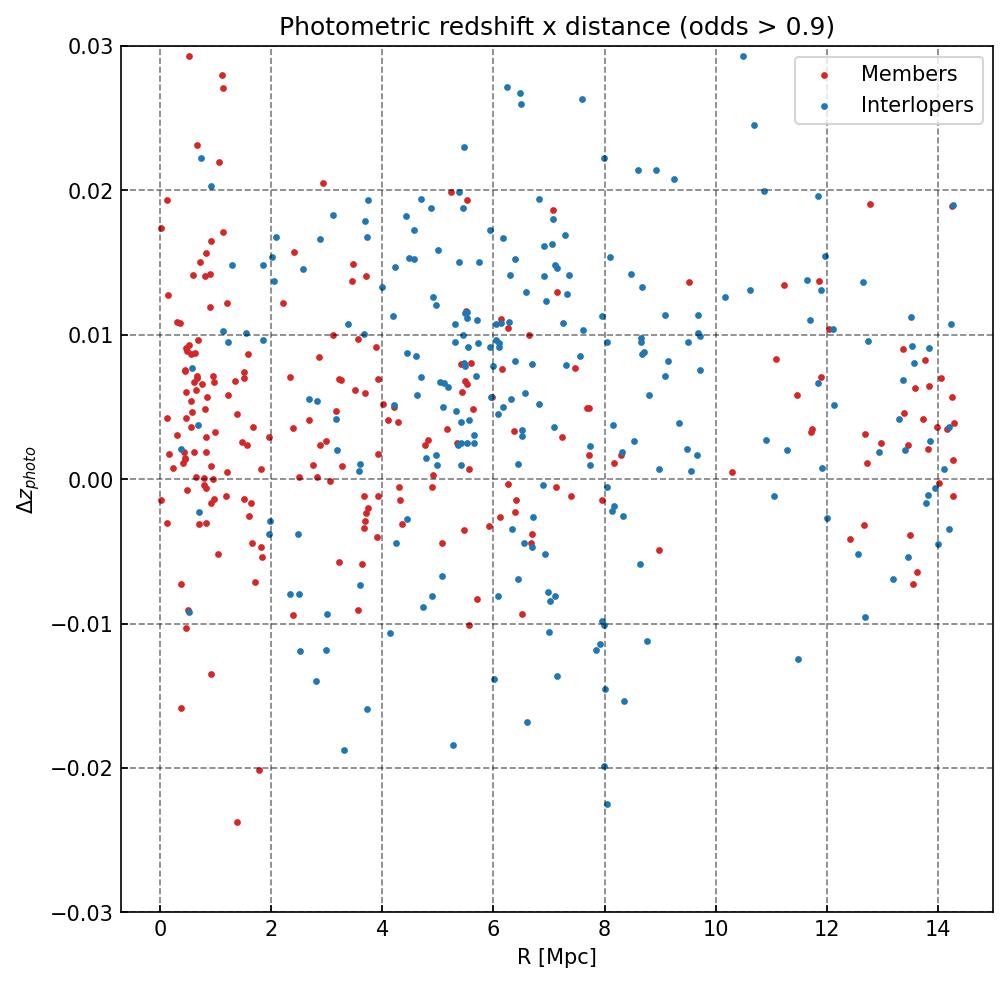 Photometric redshift x distance (odds > 0.9)
Members
Interlopers
0.03
0.02
0.01
0.00
−0.01
−0.02
−0.03
Δz_photo
0 2 4 6 8 10 12 14
R [Mpc]